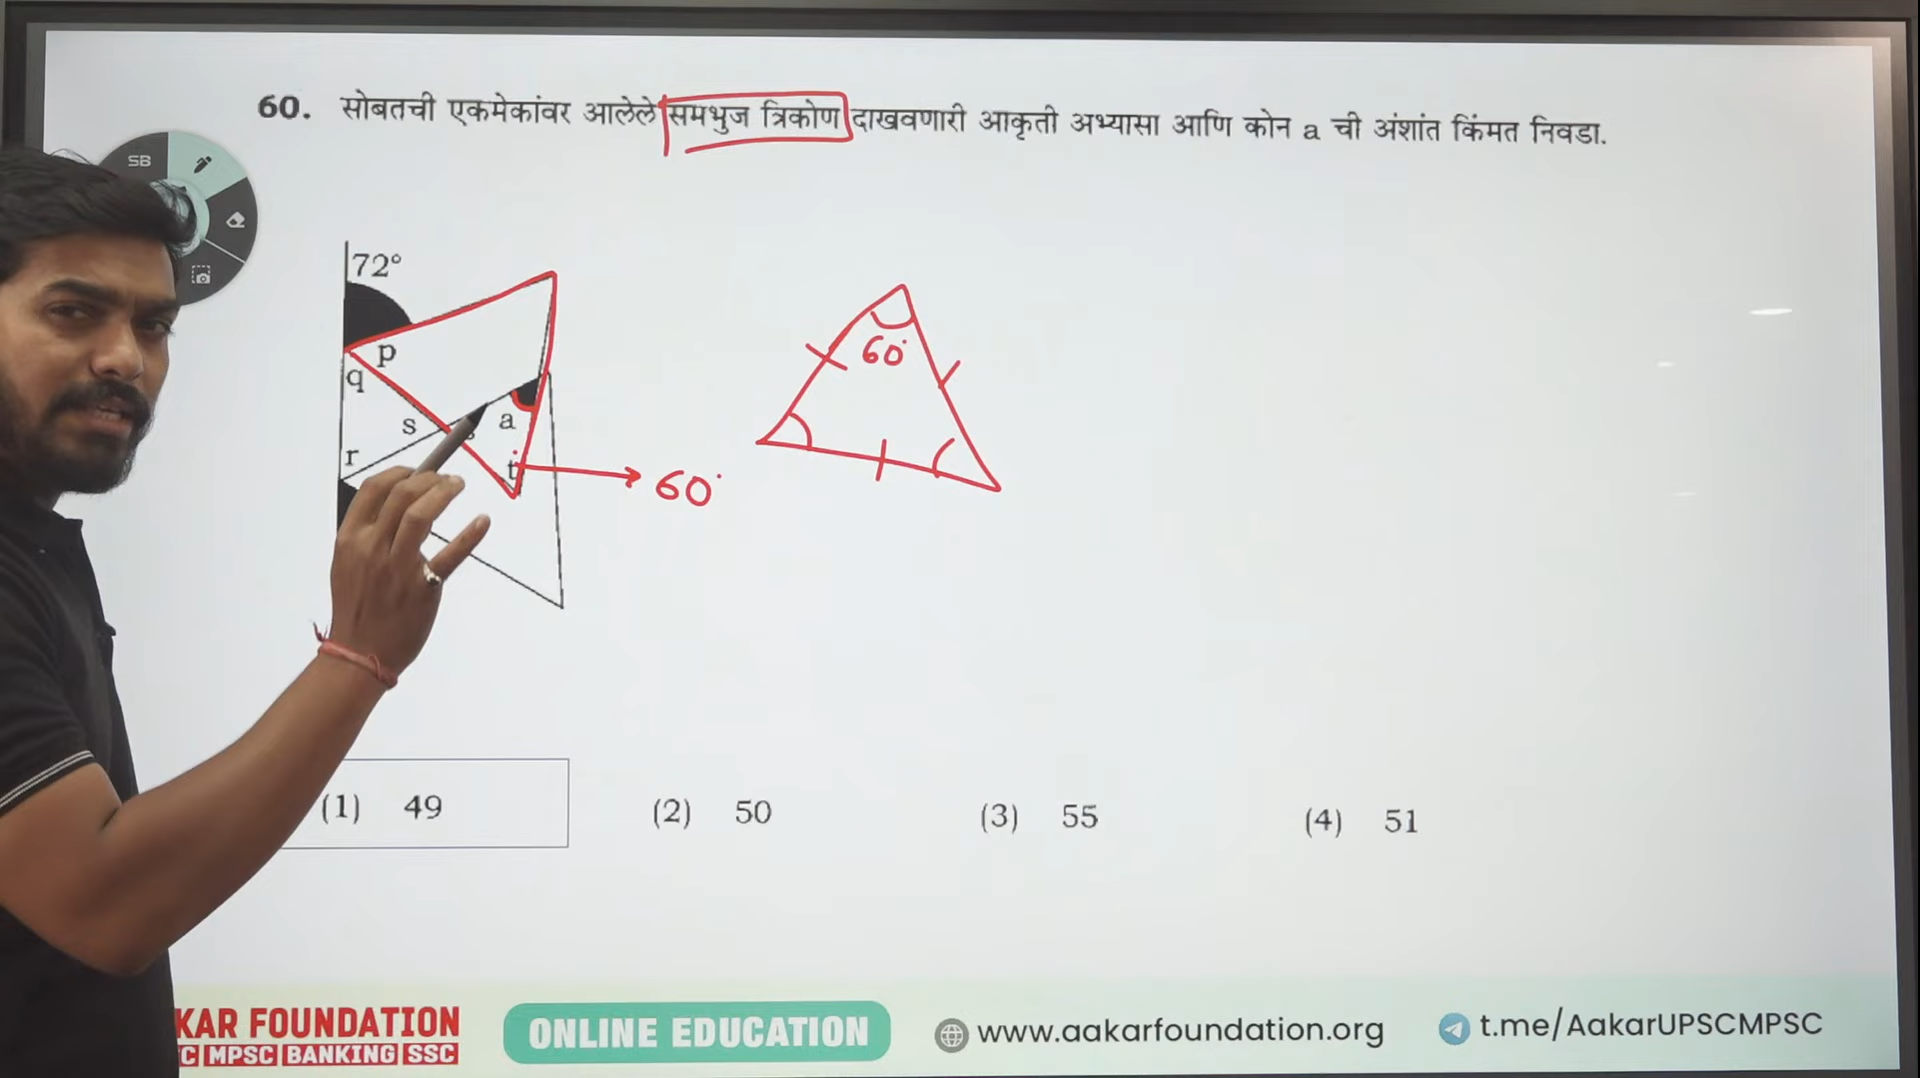 60. सोबतची एकमेकांवर आलेले समभुज त्रिकोण दाखवणारी आकृती अभ्यासा आणि कोन a ची अंशांत किंमत निवडा.
SB
72°
p
q
s
a
r
t
60°
60°
(1) 49 (2) 50 (3) 55 (4) 51
KAR FOUNDATION
C MPSC BANKING SSC
ONLINE EDUCATION
www.aakarfoundation.org
t.me/AakarUPSCMPSC